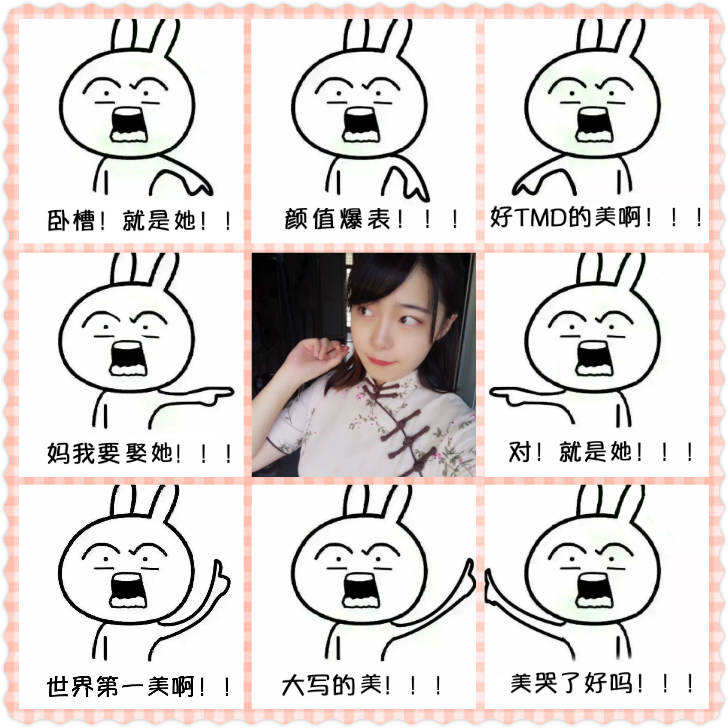 卧槽！就是她！！
颜值爆表！！！
好TMD的美啊！！！
妈我要娶她！！！
对！就是她！！！
世界第一美啊！！
大写的美！！！
美哭了好吗！！！